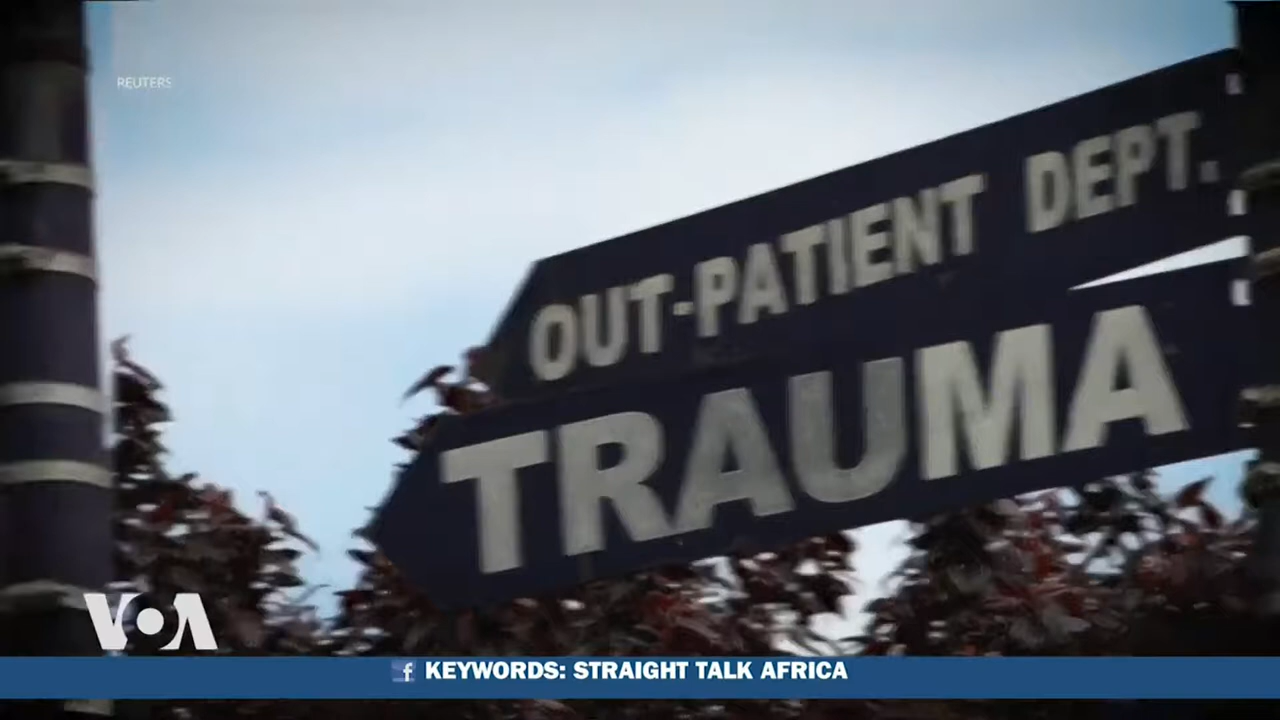 REUTERS
OUT-PATIENT DEPT.
TRAUMA
VOA
f KEYWORDS: STRAIGHT TALK AFRICA